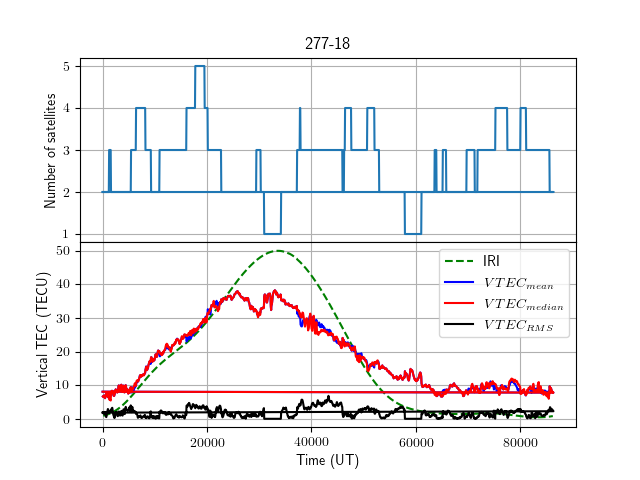 277-18
Number of satellites
5
4
3
2
1
Vertical TEC (TECU)
50
40
30
20
10
0
IRI
VTEC_mean
VTEC_median
VTEC_RMS
0 20000 40000 60000 80000
Time (UT)